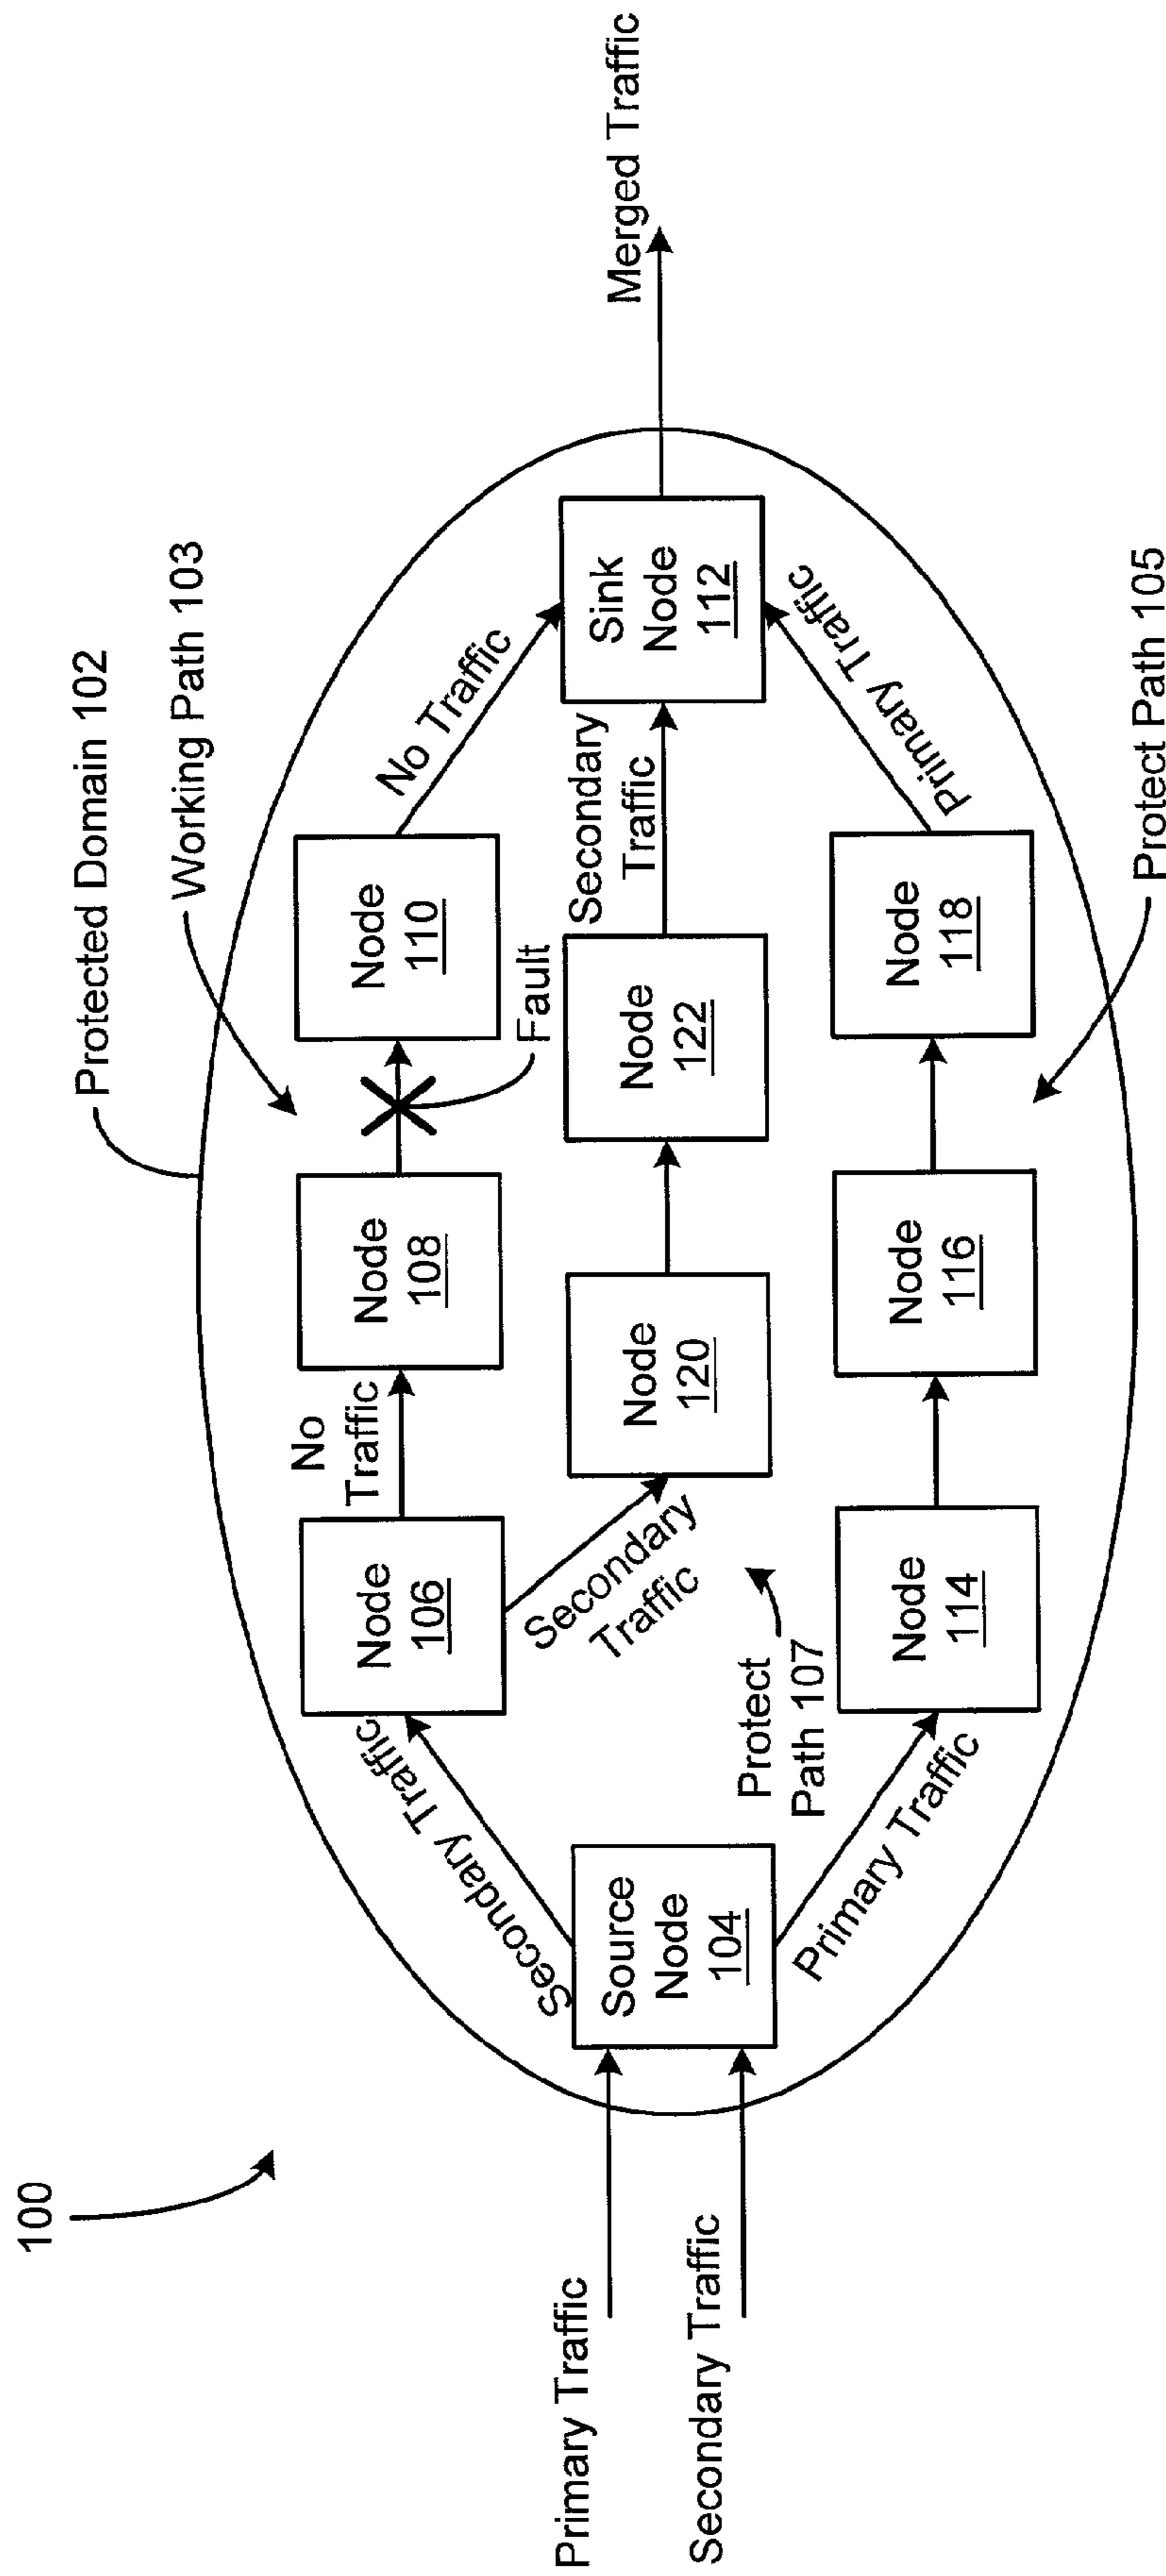 100
Protected Domain 102
Working Path 103
Primary Traffic
Secondary Traffic
Source
Node
104
Secondary Traffic
Primary Traffic
Node
106
No
Traffic
Node
108
Fault
Node
110
No Traffic
Secondary
Traffic
Node
120
Node
122
Secondary
Traffic
Protect
Path 107
Node
114
Node
116
Node
118
Primary Traffic
Sink
Node
112
Merged Traffic
Protect Path 105